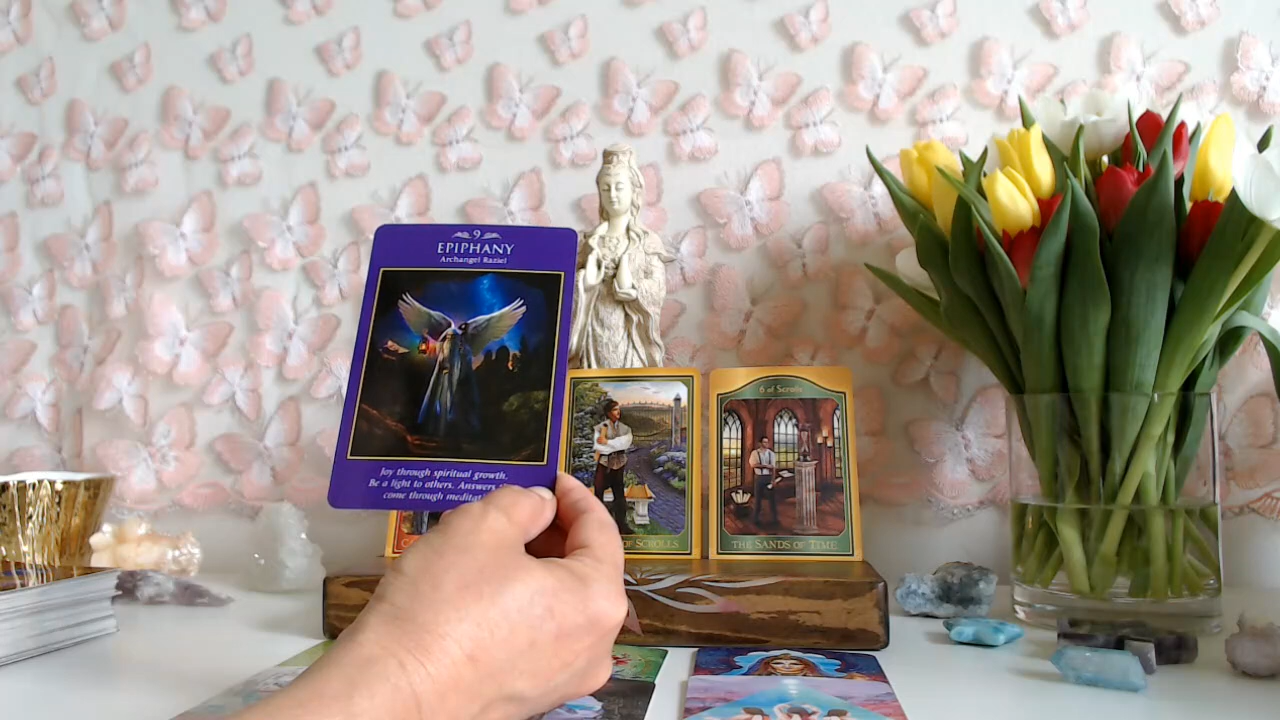 9
EPIPHANY
Archangel Raziel
Joy through spiritual growth.
Be a light to others. Answers
come through
6 of Scrolls
OF SCROLLS
THE SANDS OF TIME